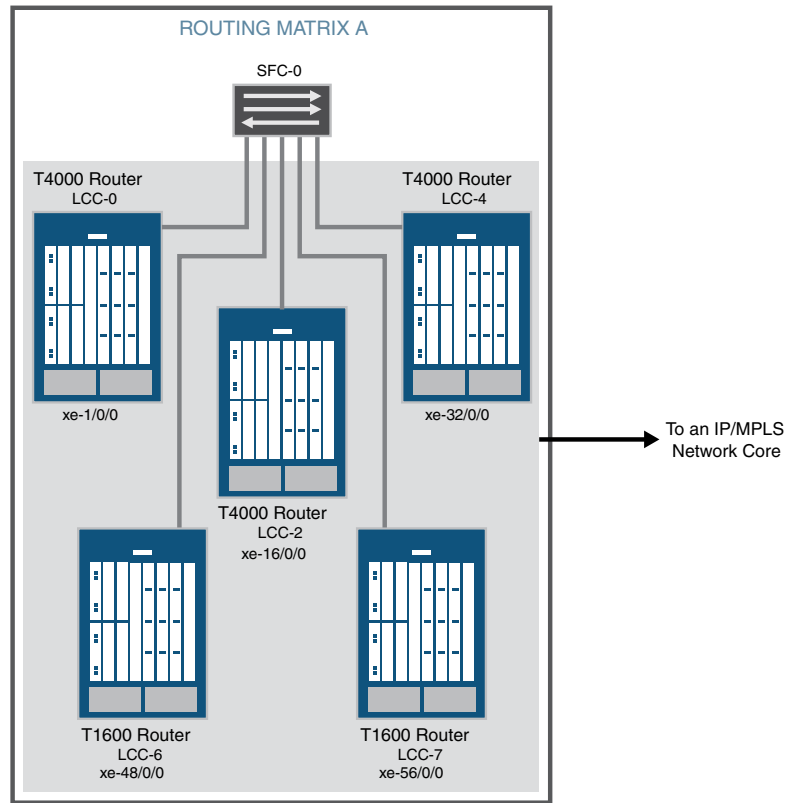 ROUTING MATRIX A
SFC-0
T4000 Router
LCC-0
T4000 Router
LCC-4
xe-1/0/0
xe-32/0/0
To an IP/MPLS
Network Core
T4000 Router
LCC-2
xe-16/0/0
T1600 Router
LCC-6
xe-48/0/0
T1600 Router
LCC-7
xe-56/0/0